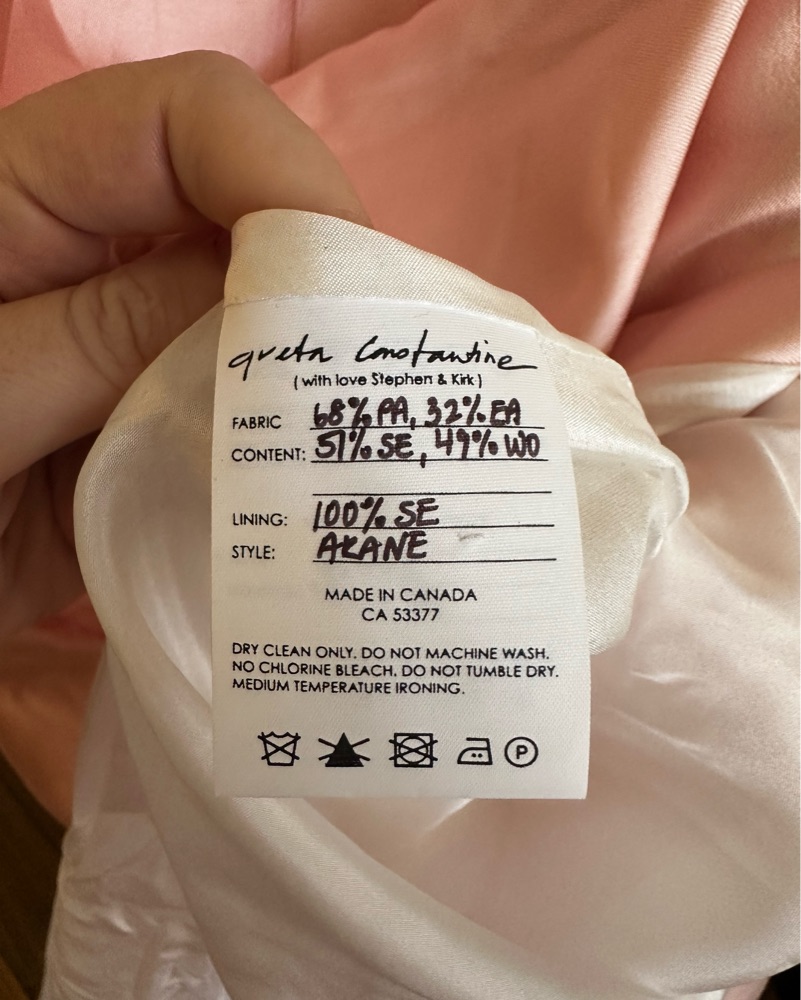 greta Constantine
(with love Stephen & Kirk)
FABRIC 68% PA, 32% EA
CONTENT: 51% SE, 49% WO
LINING: 100% SE
STYLE: AKANE
MADE IN CANADA
CA 53377
DRY CLEAN ONLY. DO NOT MACHINE WASH.
NO CHLORINE BLEACH. DO NOT TUMBLE DRY.
MEDIUM TEMPERATURE IRONING.
P